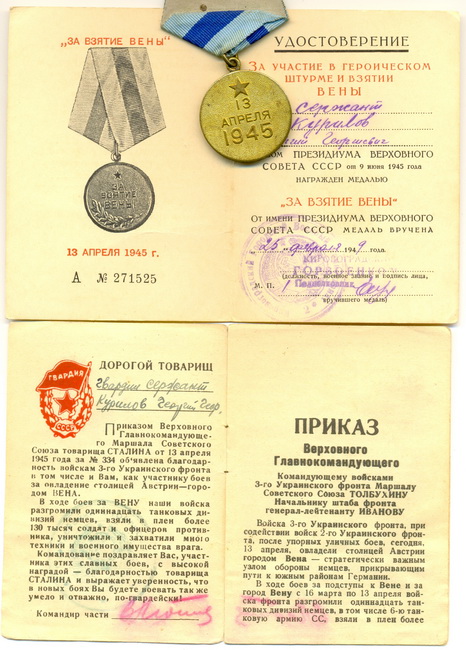 „ЗА ВЗЯТИЕ ВЕНЫ"
ЗА
ВЗЯТИЕ
ВЕНЫ
13 АПРЕЛЯ 1945 г.
А № 271525
13
АПРЕЛЯ
1945
УДОСТОВЕРЕНИЕ
ЗА УЧАСТИЕ В ГЕРОИЧЕСКОМ
ШТУРМЕ И ВЗЯТИИ
ВЕНЫ
сержант
Курилов
Георгиевич
ом ПРЕЗИДИУМА ВЕРХОВНОГО
СОВЕТА СССР от 9 июня 1945 года
НАГРАЖДЕН МЕДАЛЬЮ
„ЗА ВЗЯТИЕ ВЕНЫ"
ОТ ИМЕНИ ПРЕЗИДИУМА ВЕРХОВНОГО
СОВЕТА СССР МЕДАЛЬ ВРУЧЕНА
„25" февраля 1949 года.
(должность, военное звание и подпись лица,
М. П. вручившего медаль)
ГВАРДИЯ
СССР
ДОРОГОЙ ТОВАРИЩ
Гвардии сержант
Курилов Георгий Геор.
Приказом Верховного
Главнокомандующе-
го Маршала Советского
Союза товарища СТАЛИНА от 13 апреля
1945 года за № 334 объявлена благодар-
ность войскам 3-го Украинского фронта
в том числе и Вам, как участнику боев
за овладение столицей Австрии—горо-
дом ВЕНА.
В ходе боев за ВЕНУ наши войска
разгромили одиннадцать танковых ди-
визий немцев, взяли в плен более
130 тысяч солдат и офицеров против-
ника, уничтожили и захватили много
техники и военного имущества врага.
Командование поздравляет Вас, участ-
ника этих славных боев, с высокой
наградой — благодарностью товарища
СТАЛИНА и выражает уверенность, что
в новых боях Вы будете воевать так же
умело и отважно, по-гвардейски!
Командир части
ПРИКАЗ
Верховного
Главнокомандующего
Командующему войсками
3-го Украинского фронта Маршалу
Советского Союза ТОЛБУХИНУ
Начальнику штаба фронта
генерал-лейтенанту ИВАНОВУ
Войска 3-го Украинского фронта, при
содействии войск 2-го Украинского фрон-
та, после упорных уличных боев, сегодня,
13 апреля, овладели столицей Австрии
городом Вена — стратегически важным
узлом обороны немцев, прикрывавшим
пути к южным районам Германии.
В ходе боев за подступы к Вене и за
город Вену с 16 марта по 13 апреля вой-
ска фронта разгромили одиннадцать тан-
ковых дивизий немцев, в том числе 6-ю тан-
ковую армию СС, взяли в плен более